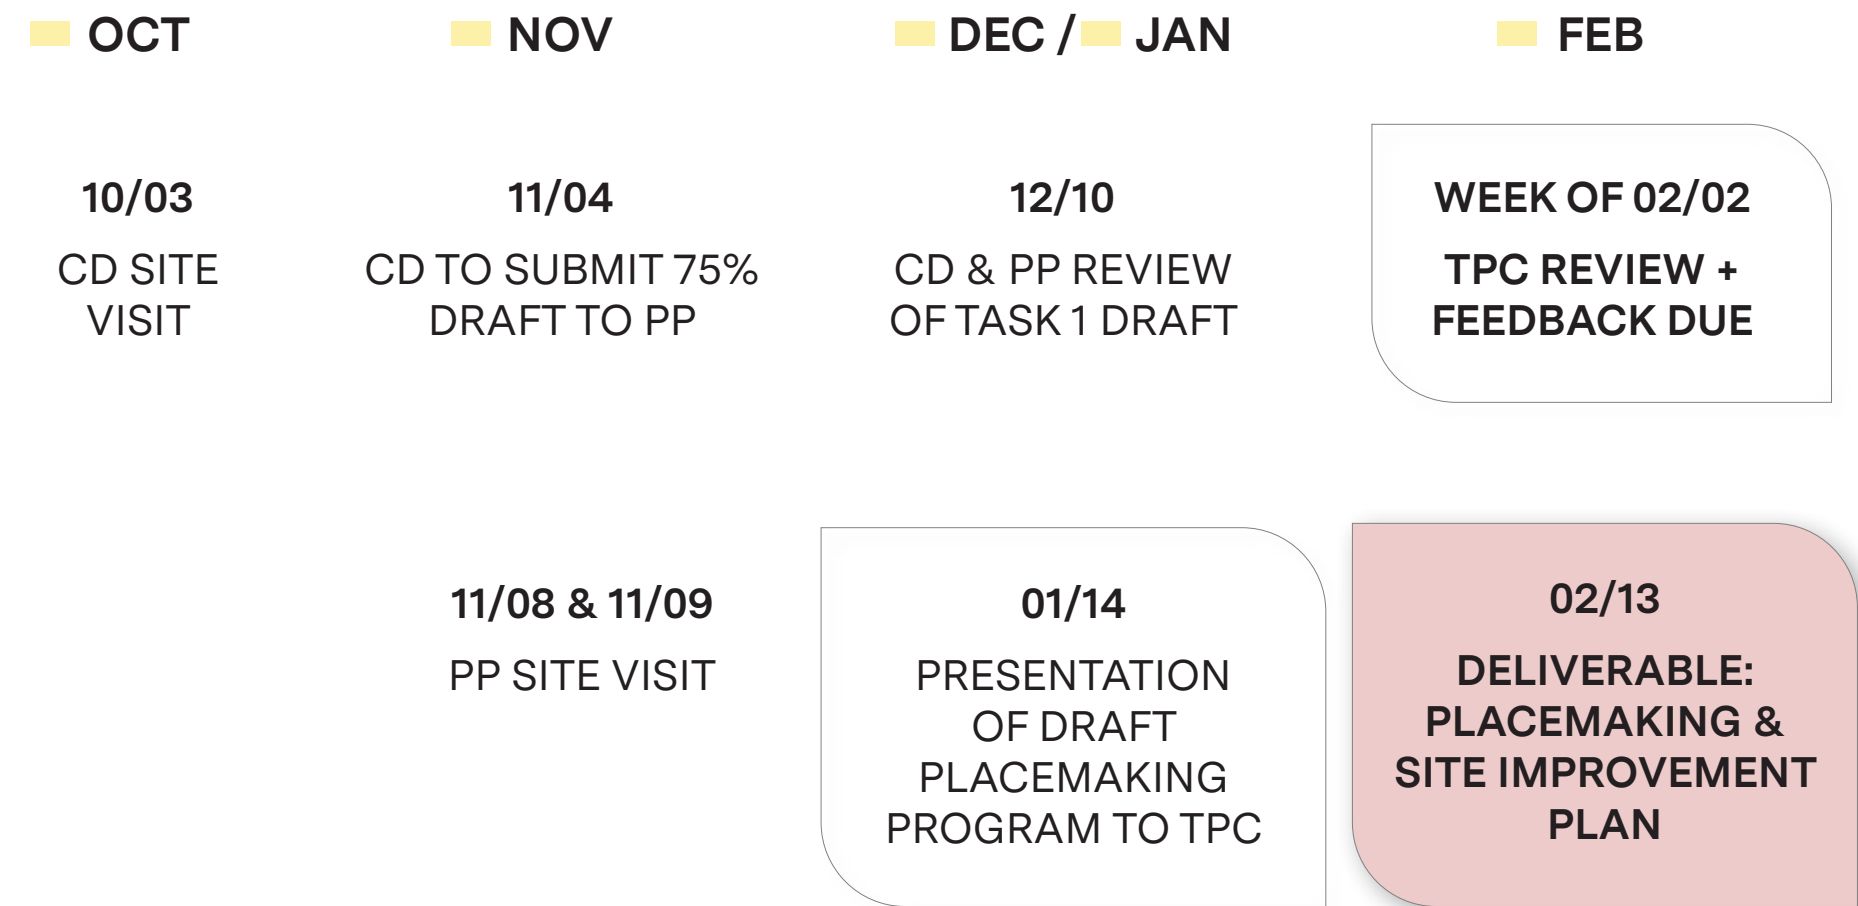 OCT
NOV
DEC / JAN
FEB
10/03
CD SITE
VISIT
11/04
CD TO SUBMIT 75%
DRAFT TO PP
12/10
CD & PP REVIEW
OF TASK 1 DRAFT
WEEK OF 02/02
TPC REVIEW +
FEEDBACK DUE
11/08 & 11/09
PP SITE VISIT
01/14
PRESENTATION
OF DRAFT
PLACEMAKING
PROGRAM TO TPC
02/13
DELIVERABLE:
PLACEMAKING &
SITE IMPROVEMENT
PLAN